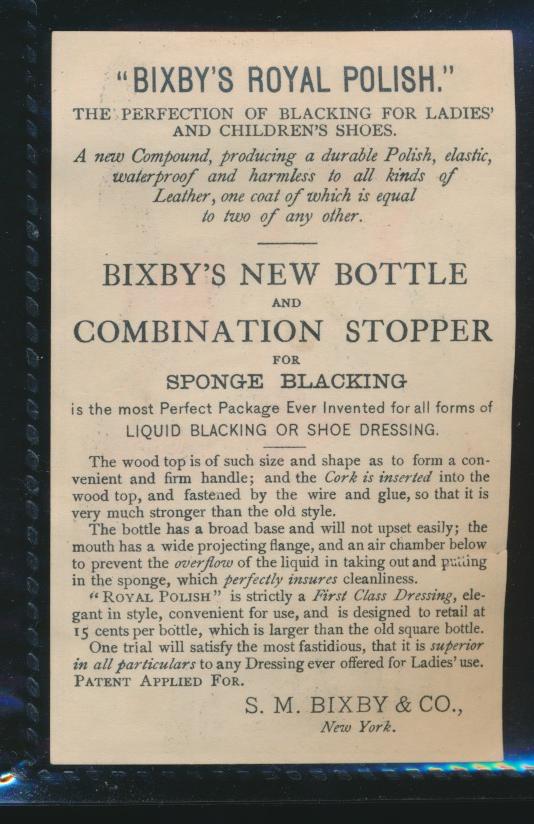 "BIXBY'S ROYAL POLISH."
THE PERFECTION OF BLACKING FOR LADIES'
AND CHILDREN'S SHOES.
A new Compound, producing a durable Polish, elastic,
waterproof and harmless to all kinds of
Leather, one coat of which is equal
to two of any other.
BIXBY'S NEW BOTTLE
AND
COMBINATION STOPPER
FOR
SPONGE BLACKING
is the most Perfect Package Ever Invented for all forms of
LIQUID BLACKING OR SHOE DRESSING.
The wood top is of such size and shape as to form a con-
venient and firm handle; and the Cork is inserted into the
wood top, and fastened by the wire and glue, so that it is
very much stronger than the old style.
The bottle has a broad base and will not upset easily; the
mouth has a wide projecting flange, and an air chamber below
to prevent the overflow of the liquid in taking out and putting
in the sponge, which perfectly insures cleanliness.
"ROYAL POLISH" is strictly a First Class Dressing, ele-
gant in style, convenient for use, and is designed to retail at
15 cents per bottle, which is larger than the old square bottle.
One trial will satisfy the most fastidious, that it is superior
in all particulars to any Dressing ever offered for Ladies' use.
PATENT APPLIED FOR.
S. M. BIXBY & CO.,
New York.